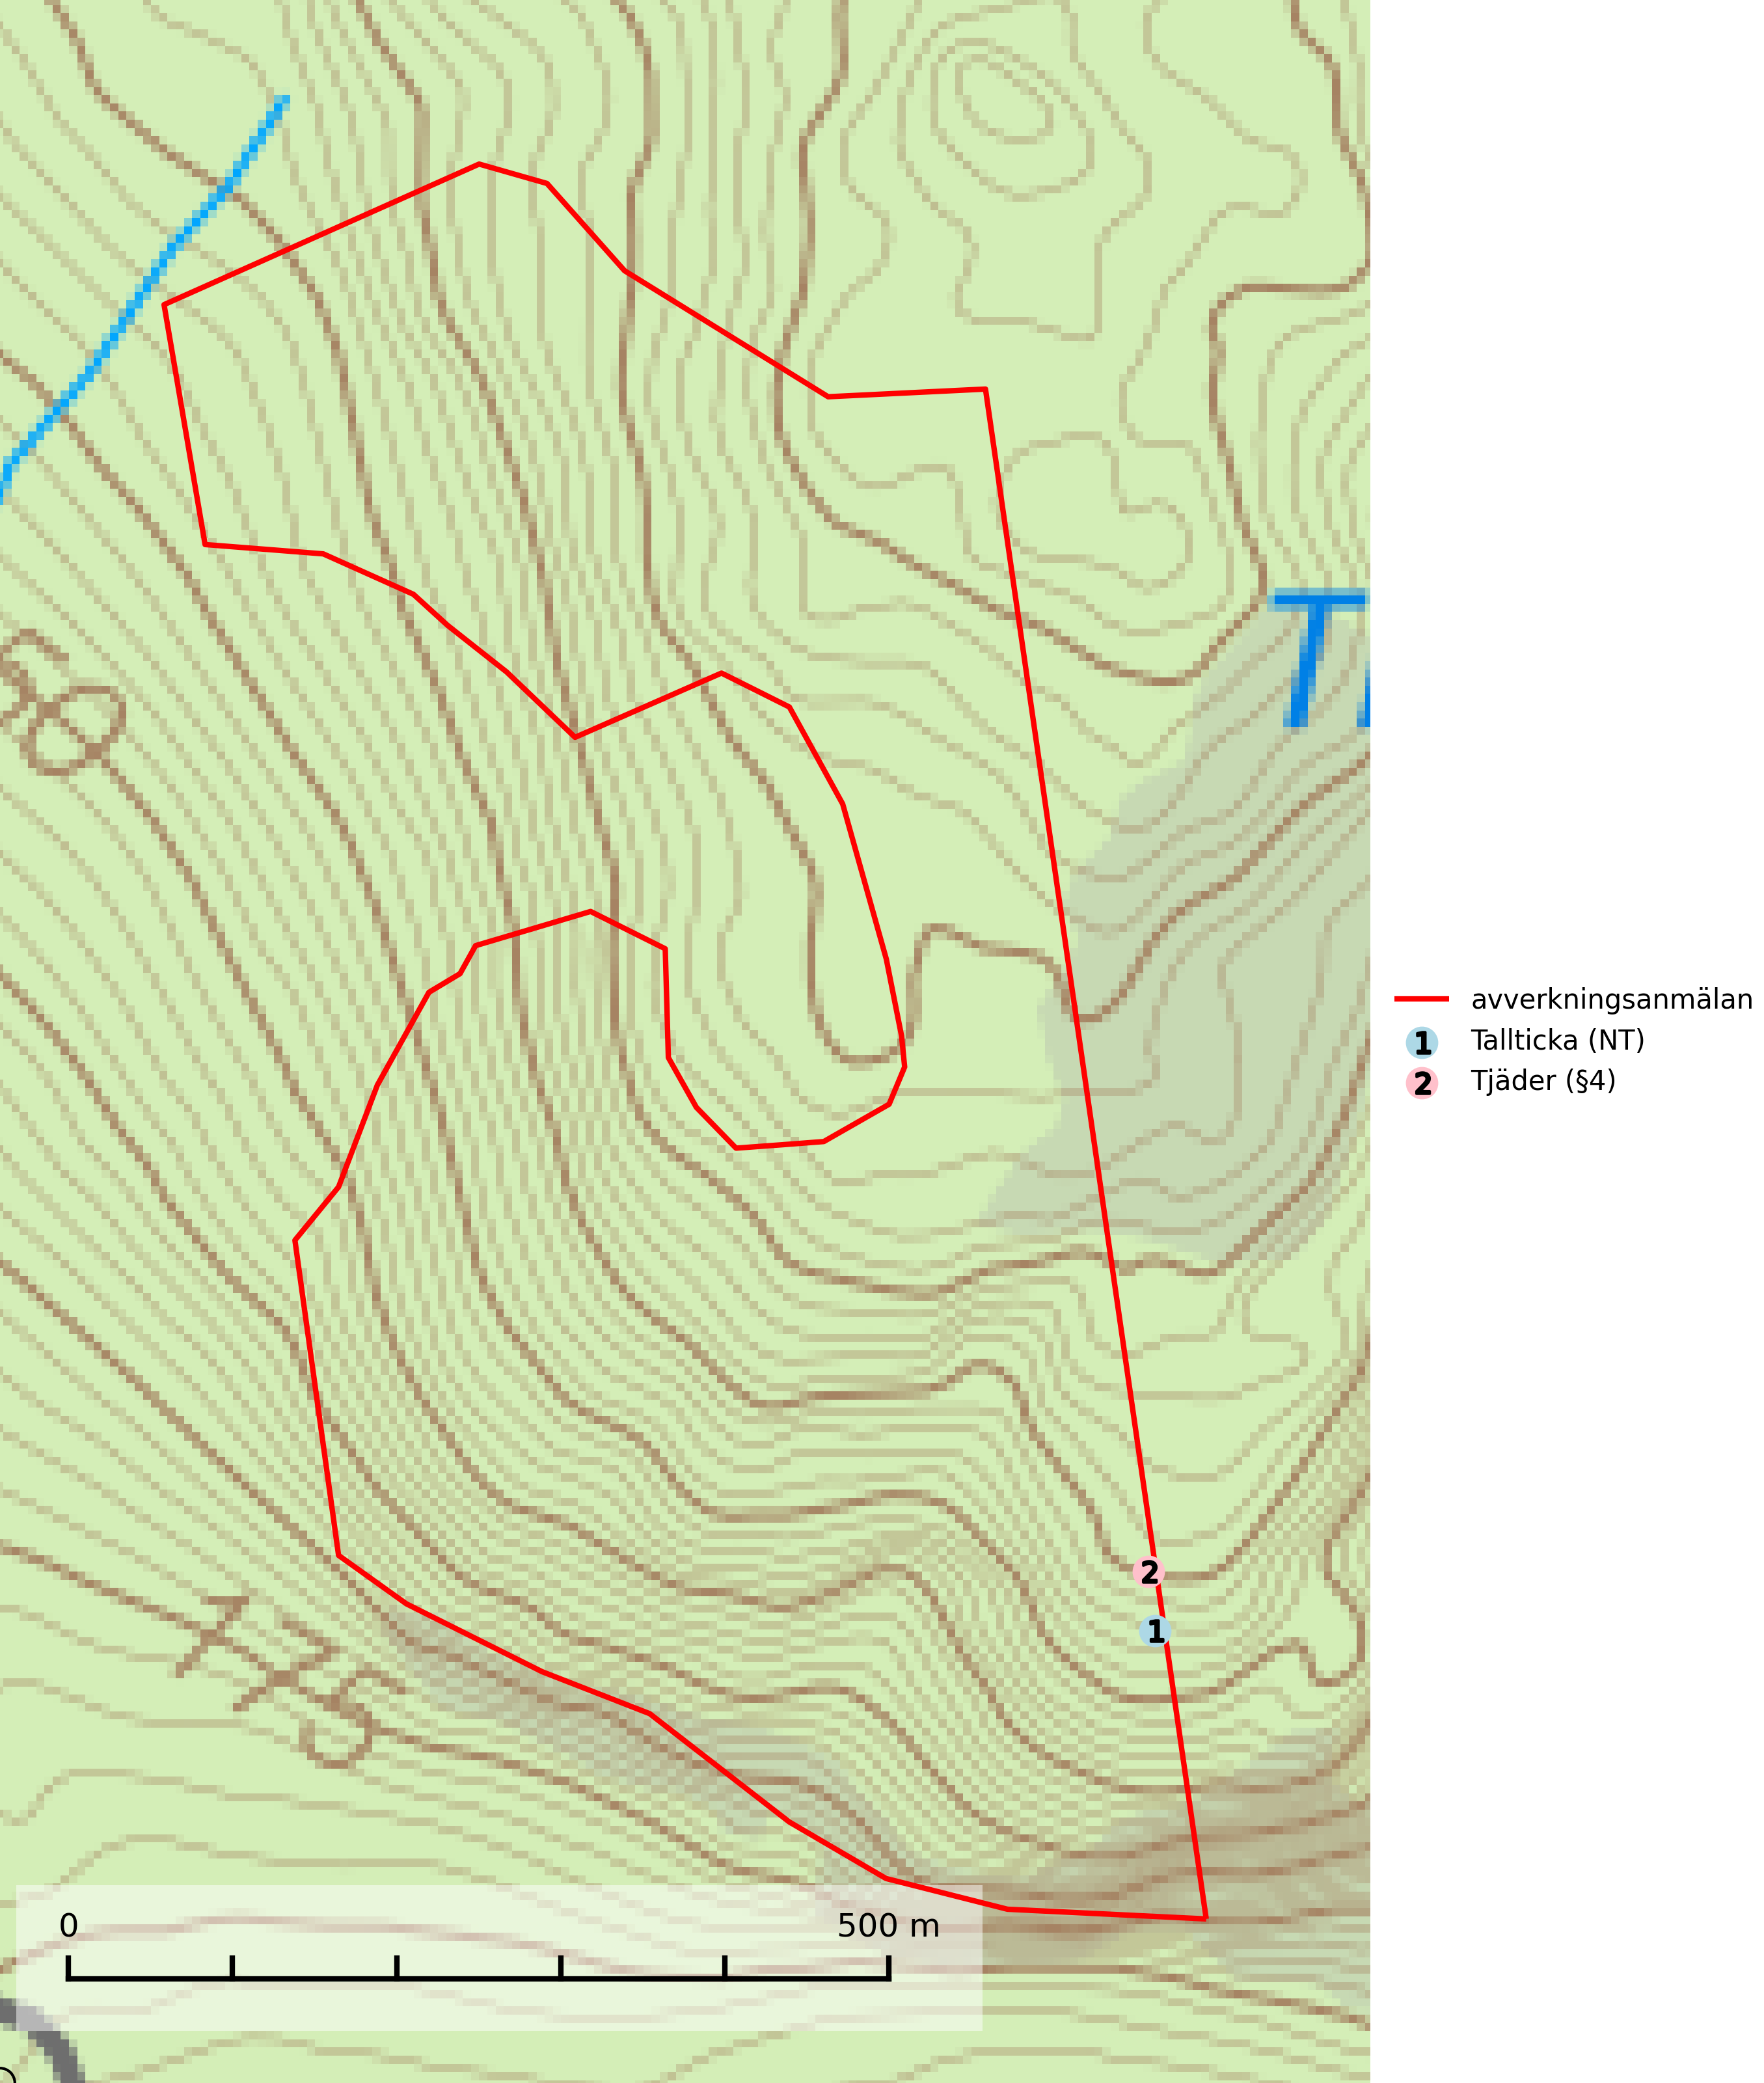 T
avverkningsanmälan
1 Tallticka (NT)
2 Tjäder (§4)
2
1
0 500 m